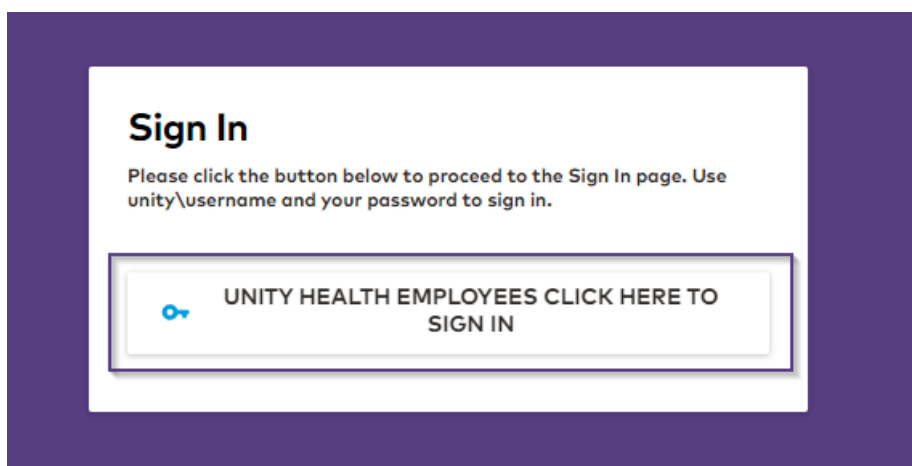 Sign In
Please click the button below to proceed to the Sign In page. Use
unity\username and your password to sign in.
UNITY HEALTH EMPLOYEES CLICK HERE TO
SIGN IN